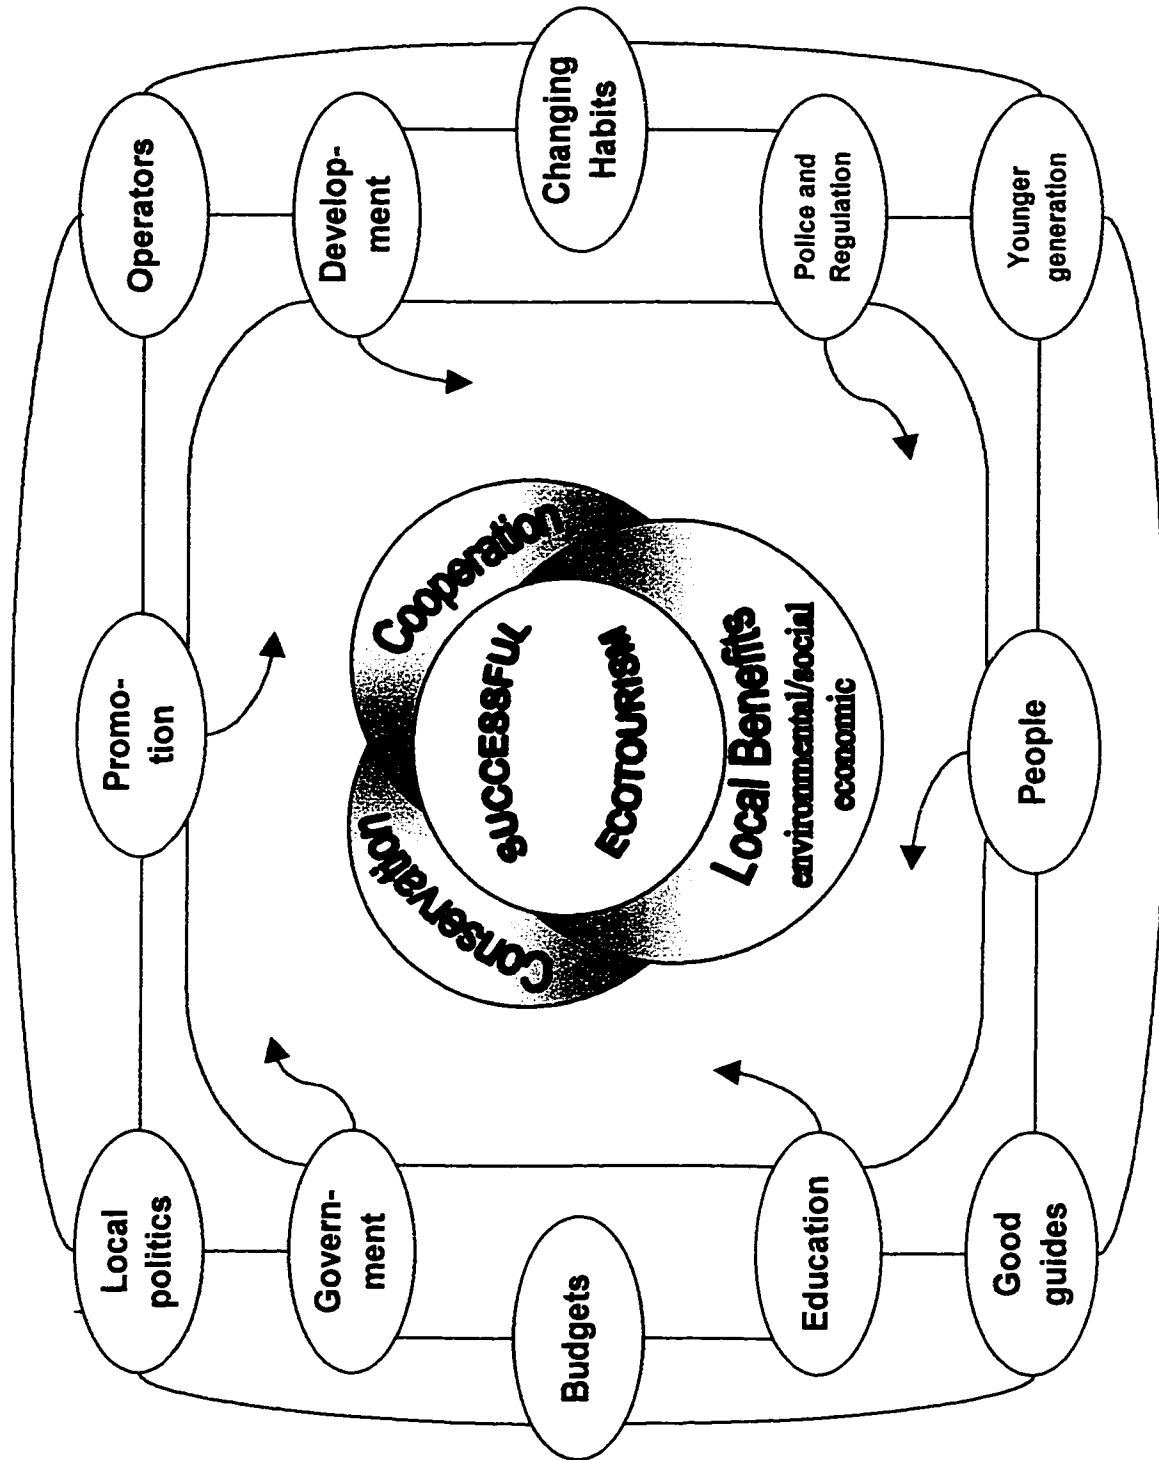 Local
politics
Promo-
tion
Operators
Govern-
ment
Develop-
ment
Conservation
Cooperation
SUCCESSFUL
ECOTOURISM
Budgets
Changing
Habits
Local Benefits
environmental/social
economic
Education
Police and
Regulation
Good
guides
People
Younger
generation